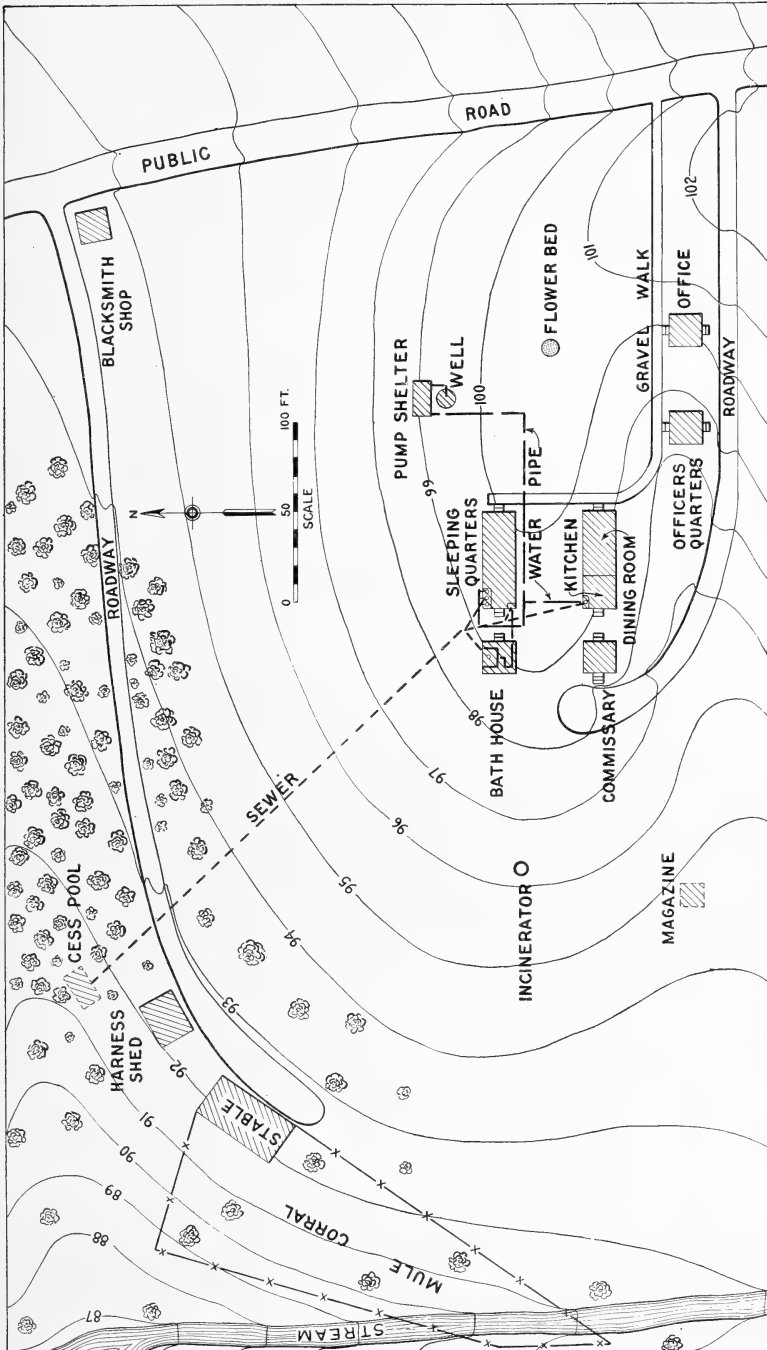 PUBLIC
ROAD
BLACKSMITH
SHOP
ROADWAY
N
0 50 100 FT.
SCALE
PUMP SHELTER
WELL
FLOWER BED
GRAVEL WALK
OFFICE
ROADWAY
OFFICERS
QUARTERS
SLEEPING
QUARTERS
WATER PIPE
KITCHEN
DINING ROOM
BATH HOUSE
COMMISSARY
SEWER
CESS POOL
HARNESS
SHED
STABLE
INCINERATOR
MAGAZINE
MULE
CORRAL
STREAM
102
101
100
99
98
97
96
95
94
93
92
91
90
89
88
87